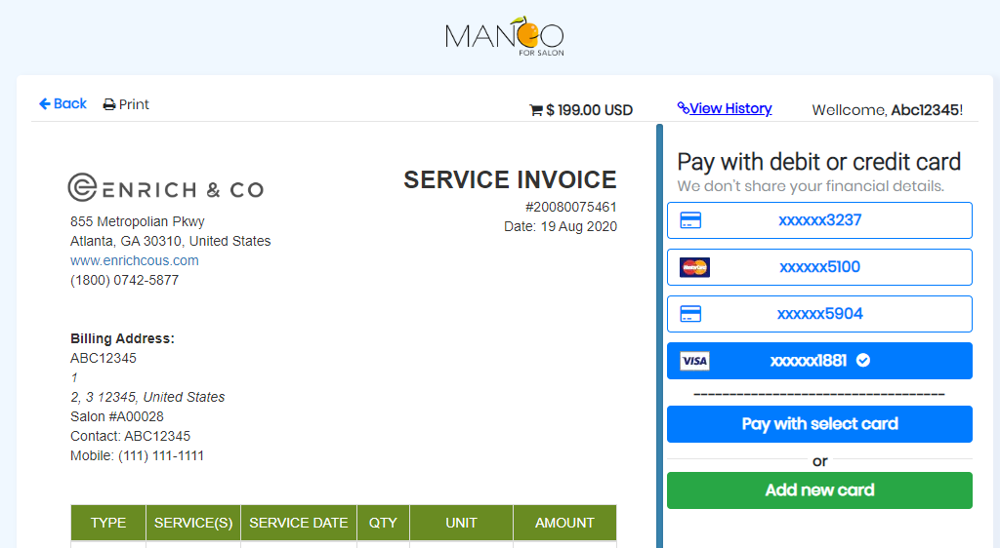 MANGO
FOR SALON
Back Print $ 199.00 USD View History Wellcome, Abc12345!
ENRICH & CO
855 Metropolian Pkwy
Atlanta, GA 30310, United States
www.enrichcous.com
(1800) 0742-5877
SERVICE INVOICE
#20080075461
Date: 19 Aug 2020
Billing Address:
ABC12345
1
2, 3 12345, United States
Salon #A00028
Contact: ABC12345
Mobile: (111) 111-1111
TYPE SERVICE(S) SERVICE DATE QTY UNIT AMOUNT
Pay with debit or credit card
We don't share your financial details.
xxxxxx3237
MasterCard xxxxxx5100
xxxxxx5904
VISA xxxxxx1881
Pay with select card
or
Add new card